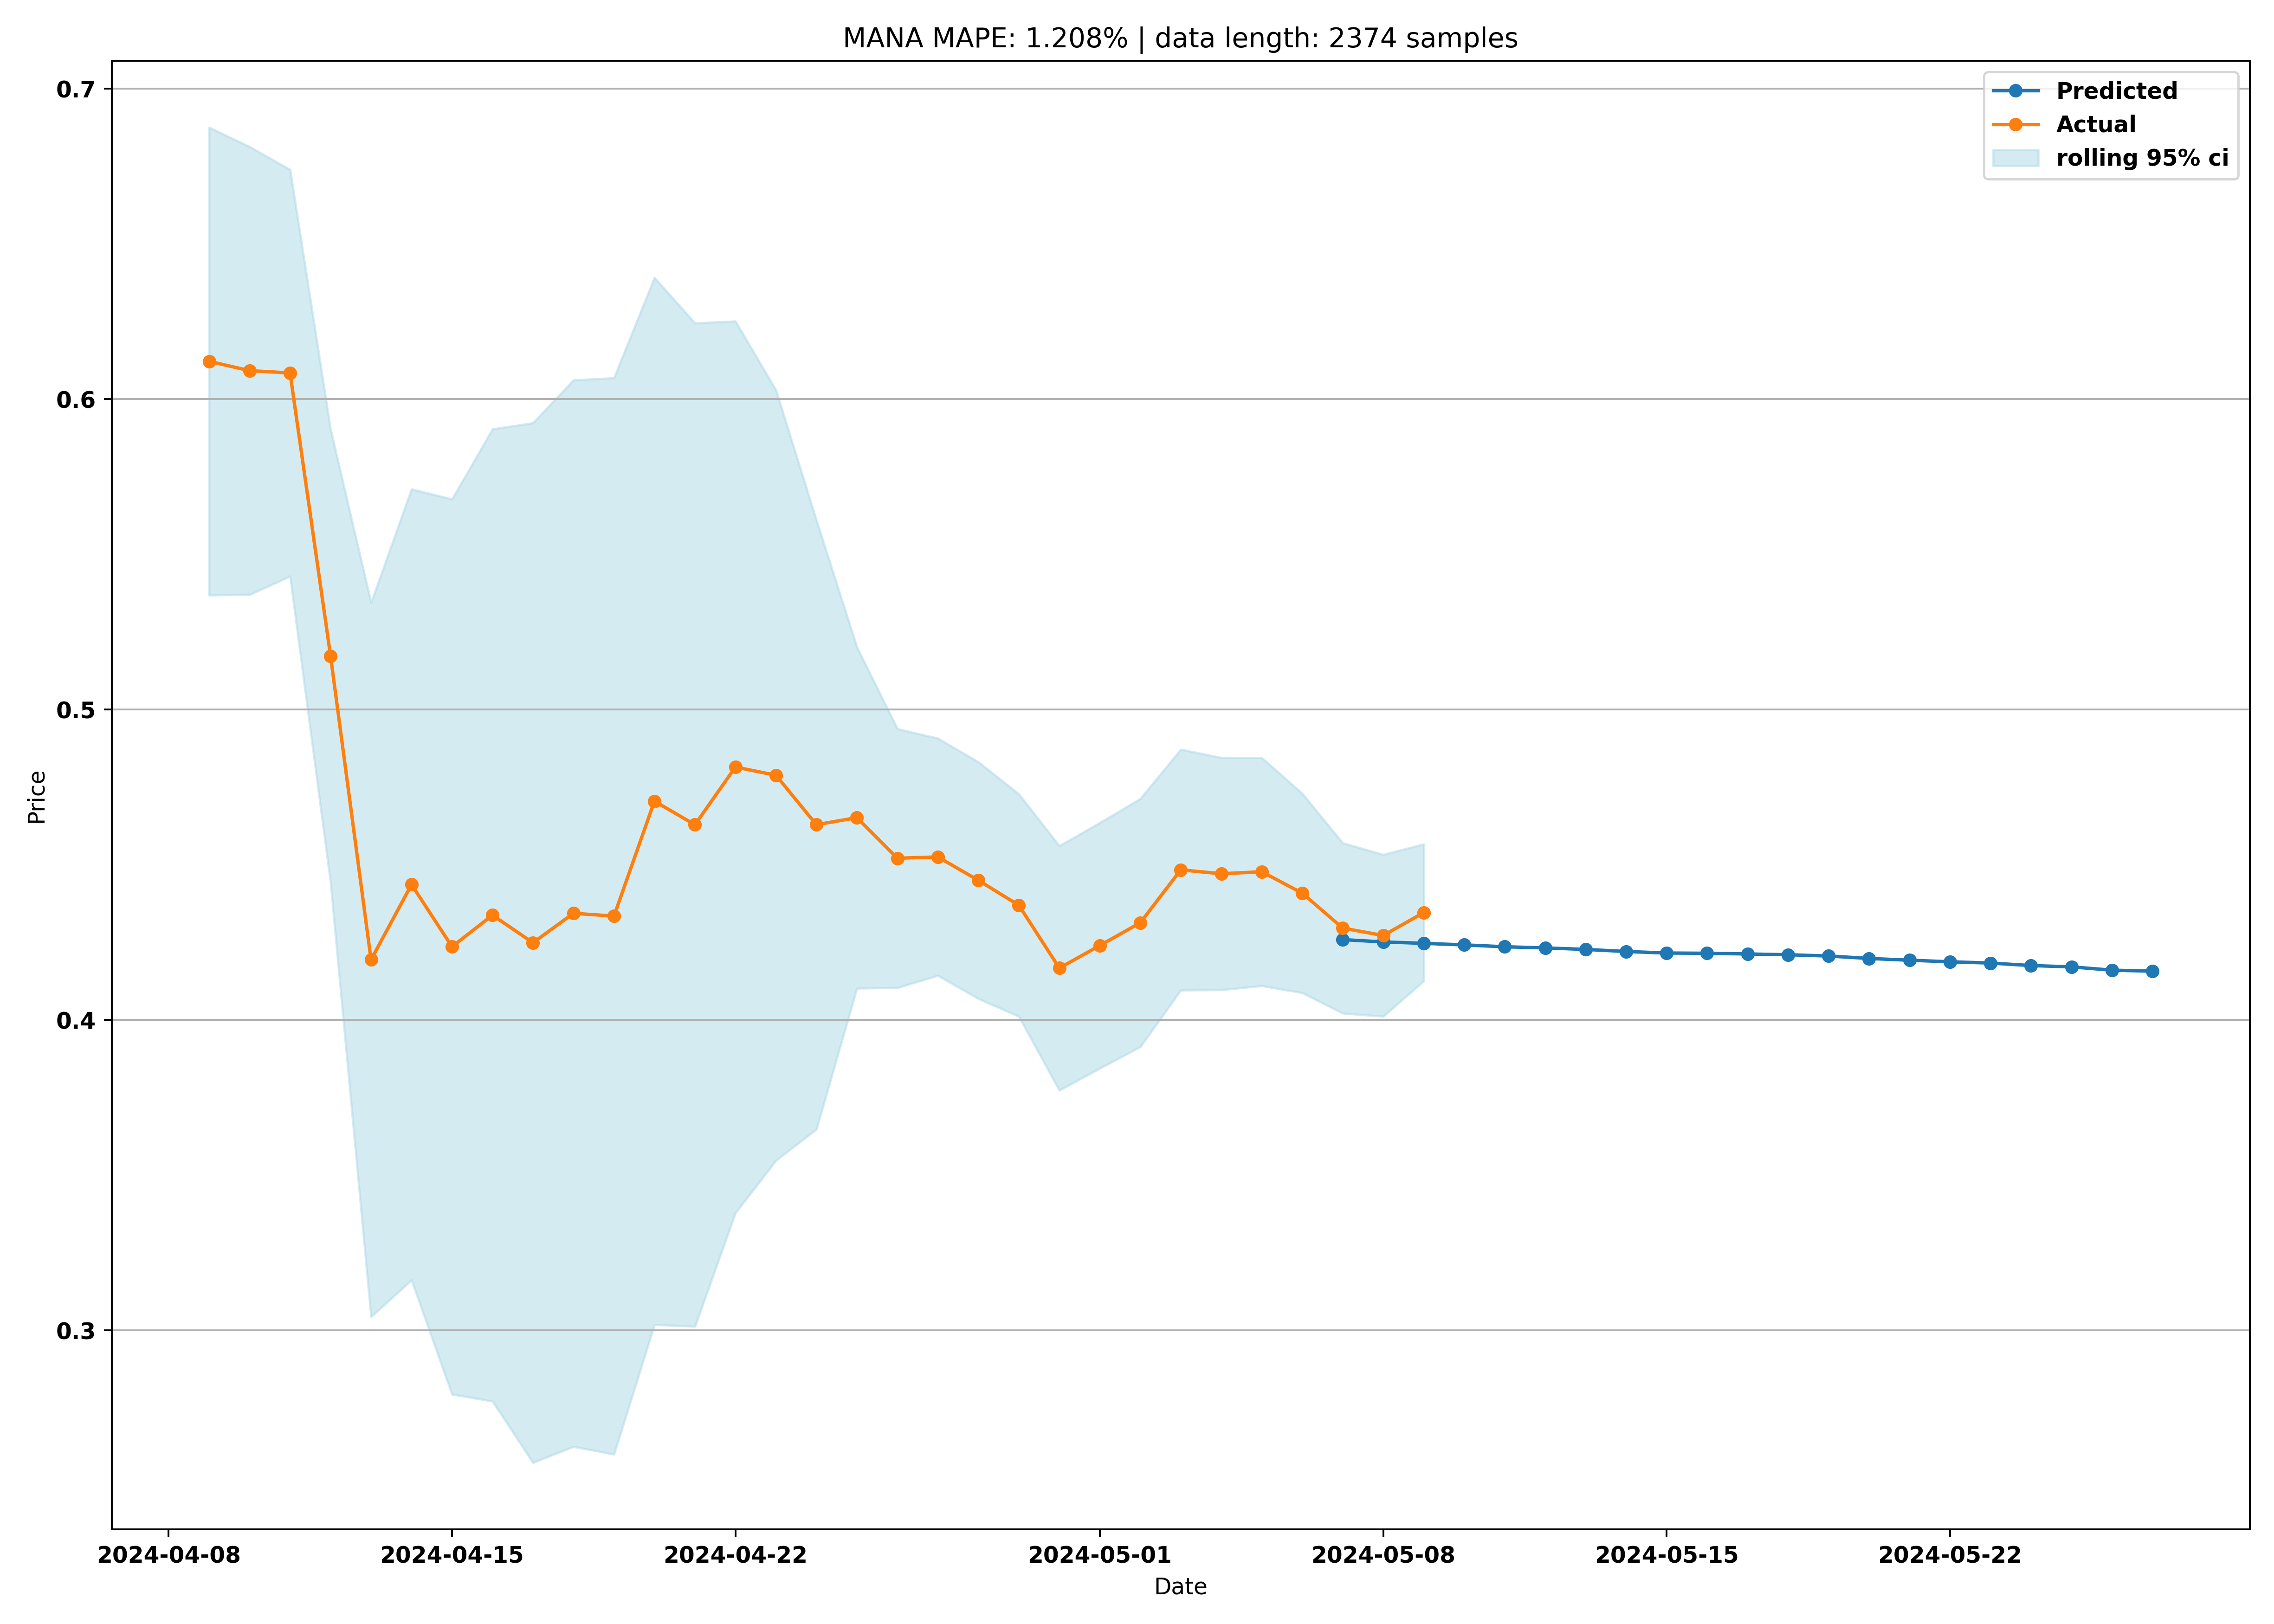 MANA MAPE: 1.208% | data length: 2374 samples
Predicted
Actual
rolling 95% ci
0.7
0.6
0.5
0.4
0.3
Price
2024-04-08
2024-04-15
2024-04-22
2024-05-01
2024-05-08
2024-05-15
2024-05-22
Date